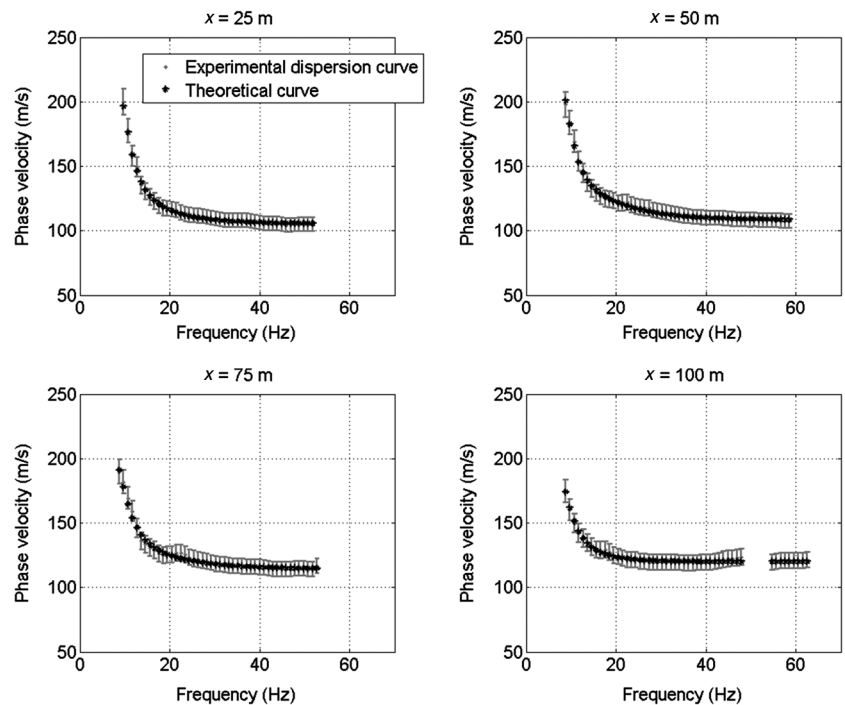 x = 25 m
250
200
150
100
50
0
20
40
60
Phase velocity (m/s)
Frequency (Hz)
Experimental dispersion curve
Theoretical curve
x = 50 m
250
200
150
100
50
0
20
40
60
Phase velocity (m/s)
Frequency (Hz)
x = 75 m
250
200
150
100
50
0
20
40
60
Phase velocity (m/s)
Frequency (Hz)
x = 100 m
250
200
150
100
50
0
20
40
60
Phase velocity (m/s)
Frequency (Hz)